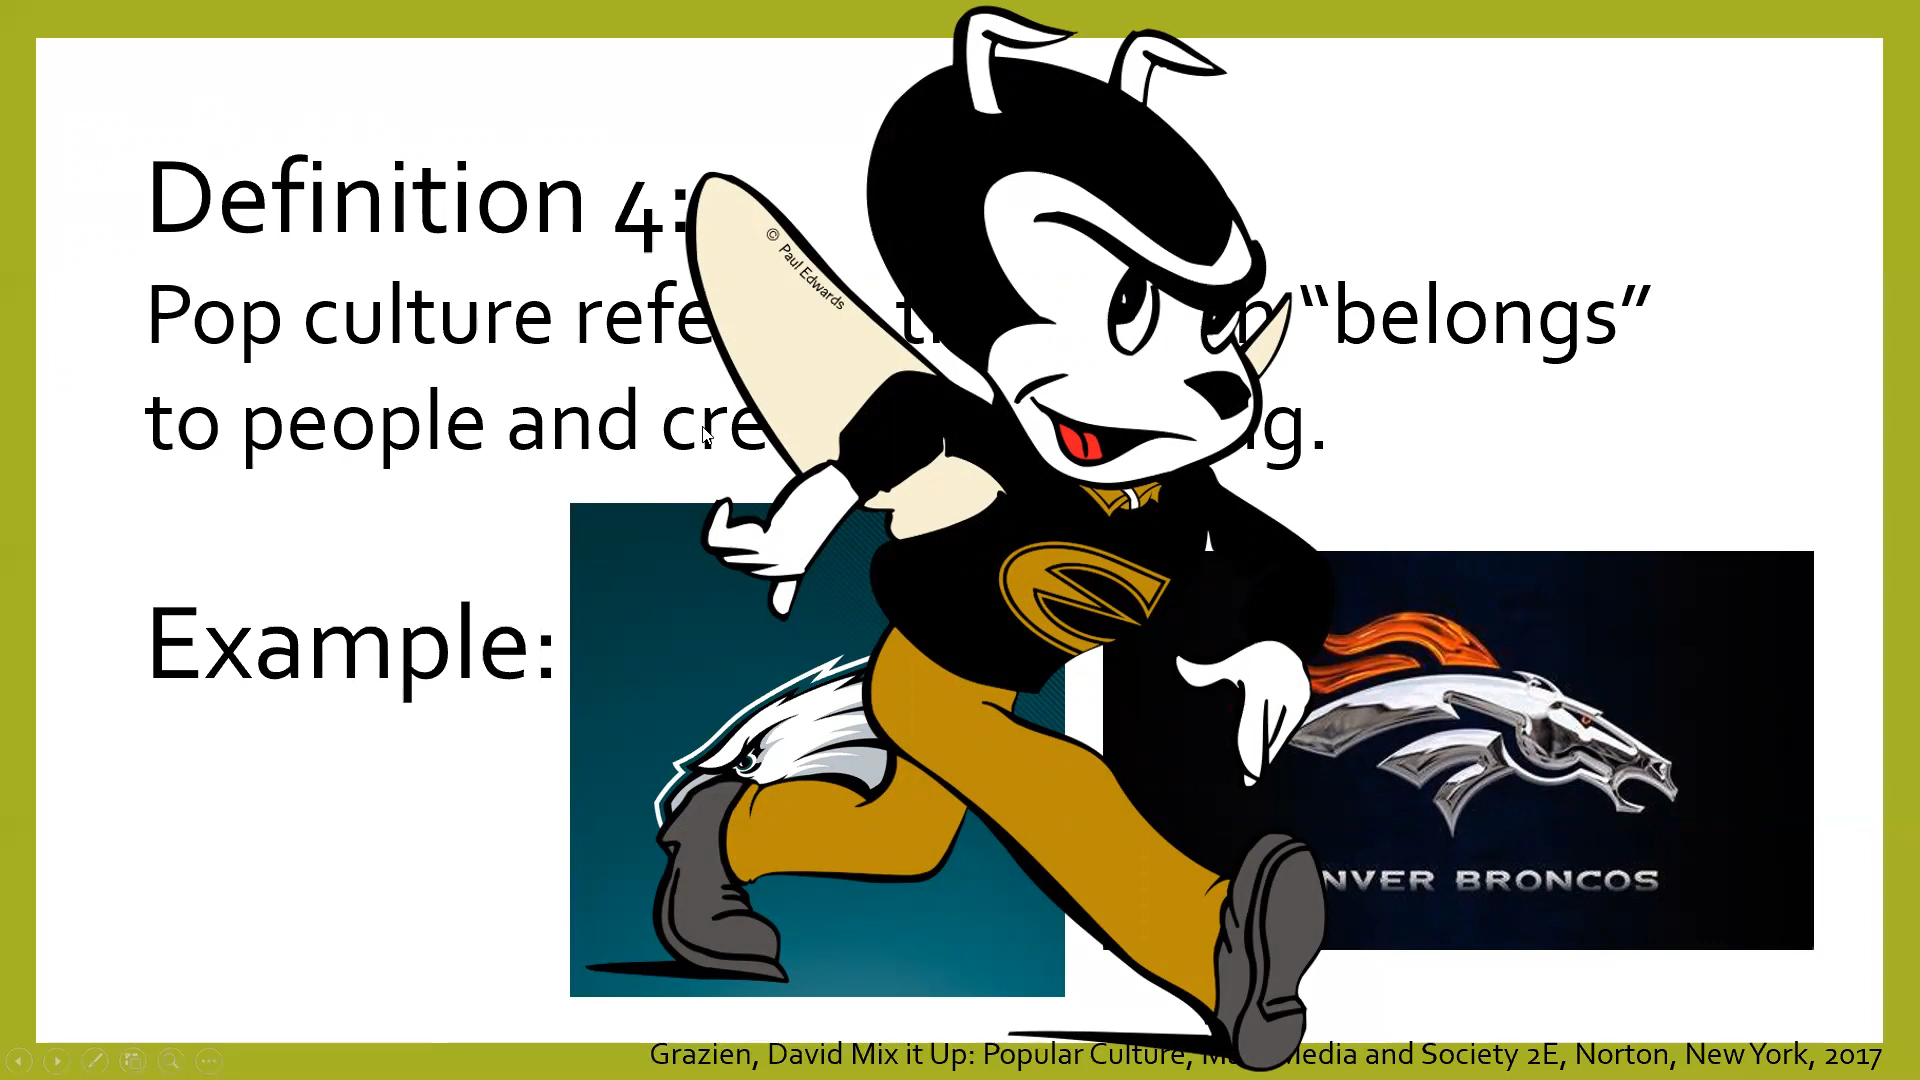 Definition 4:
© Paul Edwards
Pop culture refe “belongs”
to people and cre g.
Example:
E
NVER BRONCOS
Grazien, David Mix it Up: Popular Culture, M Media and Society 2E, Norton, New York, 2017